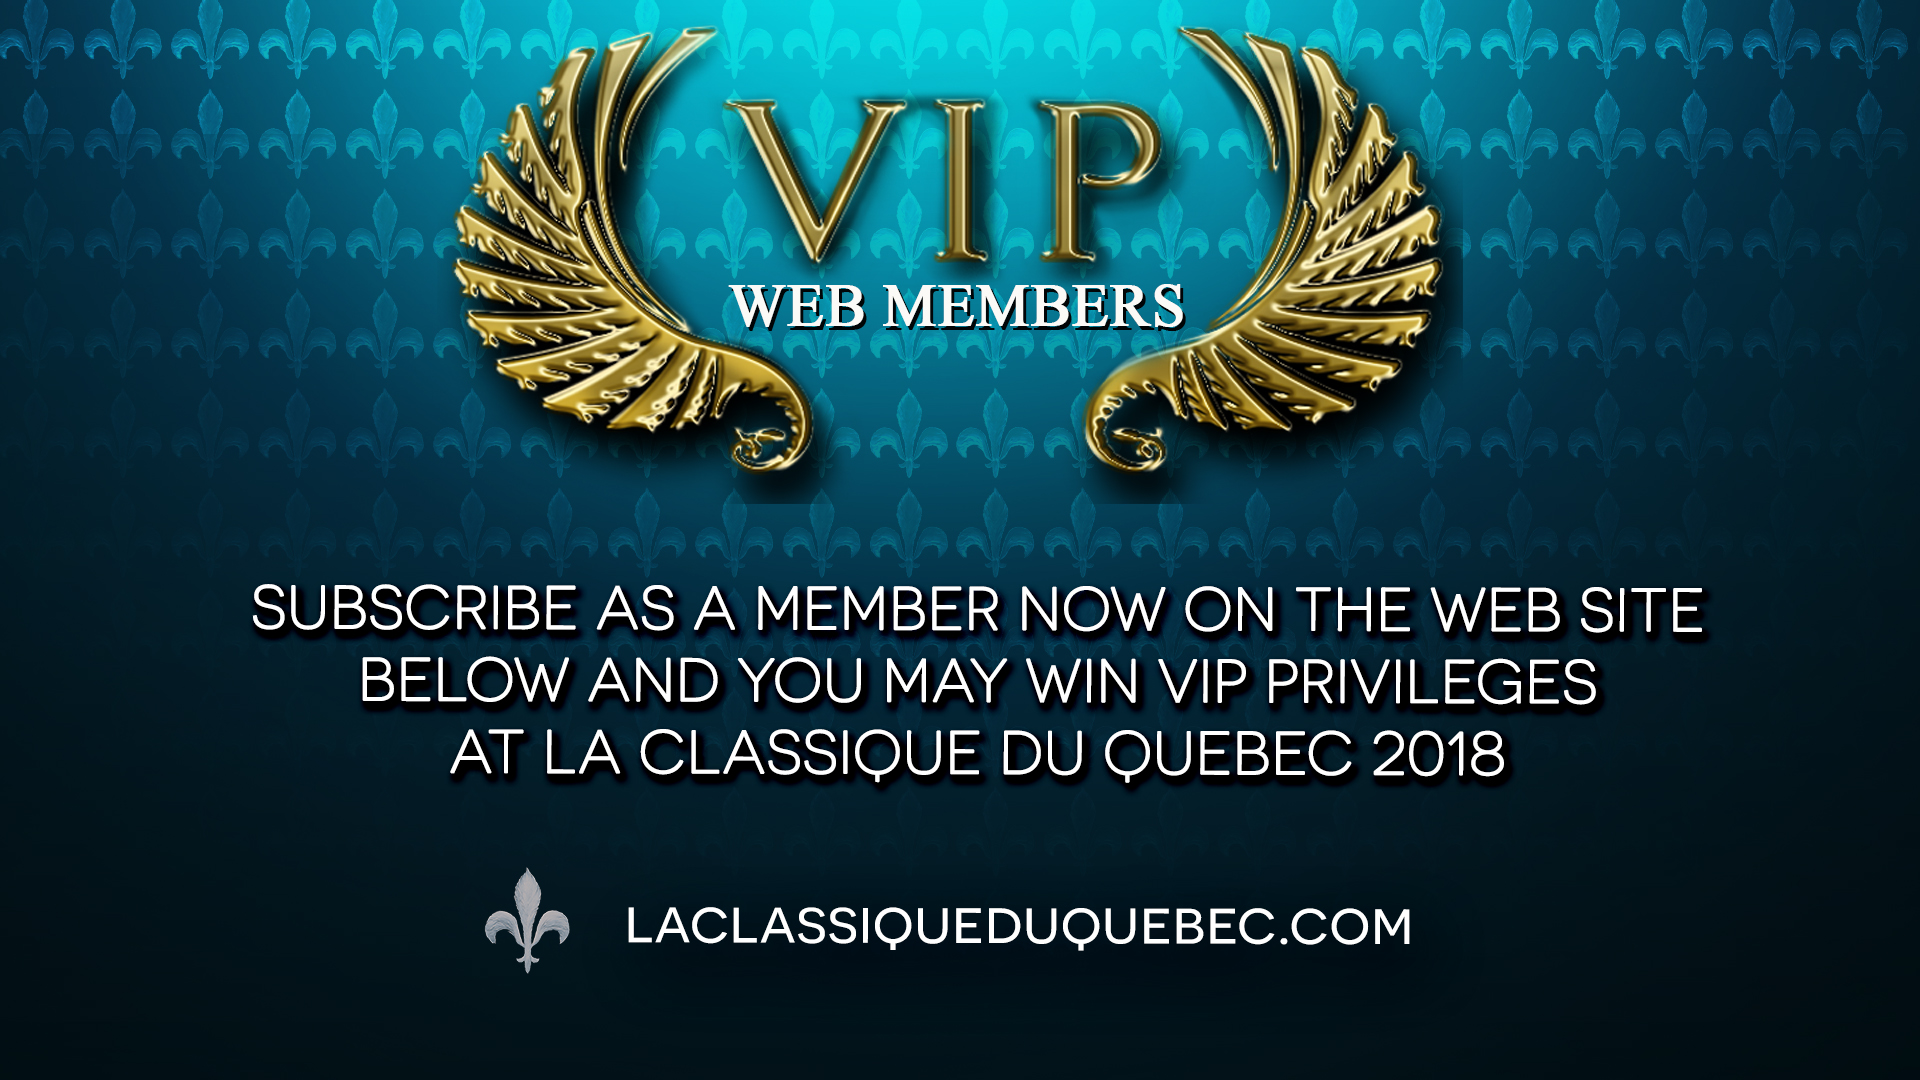 VIP
WEB MEMBERS
SUBSCRIBE AS A MEMBER NOW ON THE WEB SITE
BELOW AND YOU MAY WIN VIP PRIVILEGES
AT LA CLASSIQUE DU QUEBEC 2018
LACLASSIQUEDUQUEBEC.COM